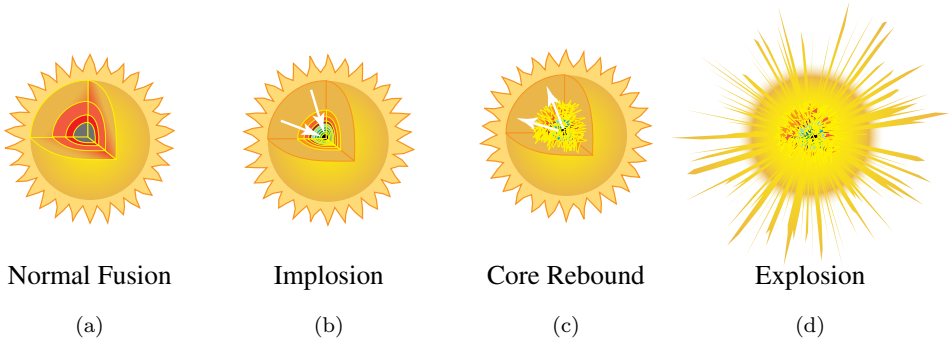 Normal Fusion
Implosion
Core Rebound
Explosion
(a)
(b)
(c)
(d)